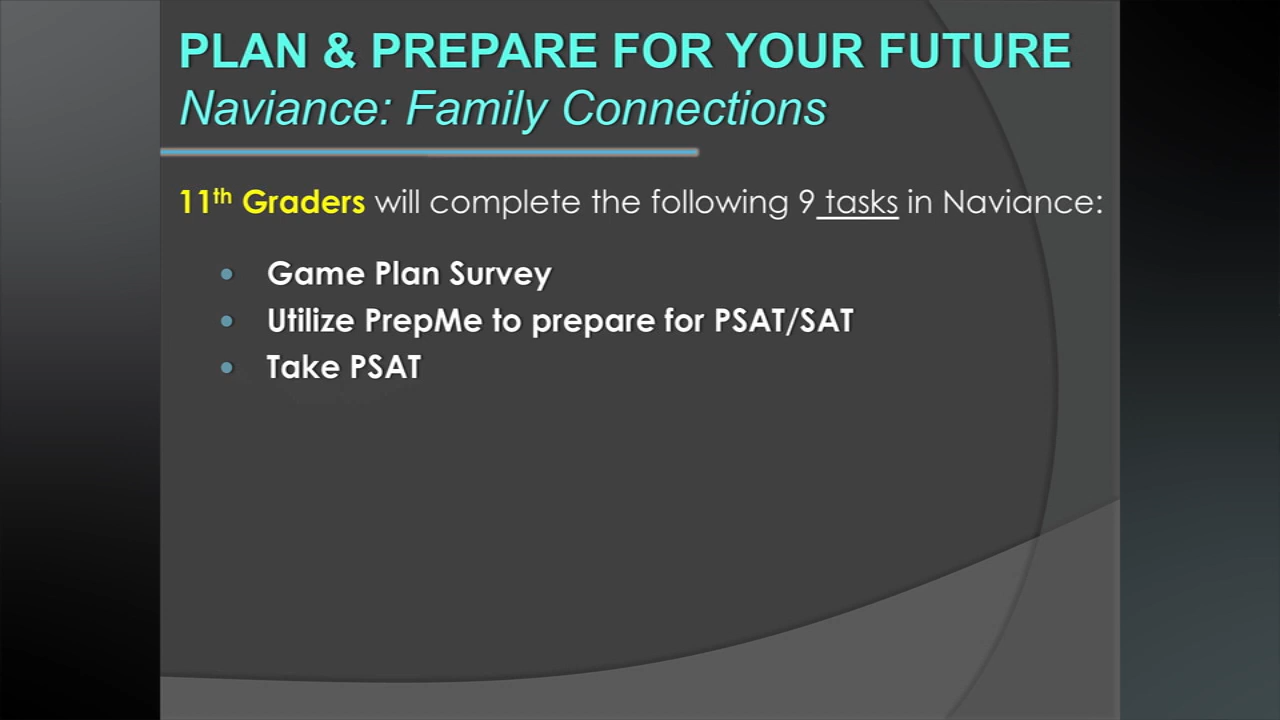 PLAN & PREPARE FOR YOUR FUTURE
Naviance: Family Connections
11th Graders will complete the following 9 tasks in Naviance:
• Game Plan Survey
• Utilize PrepMe to prepare for PSAT/SAT
• Take PSAT